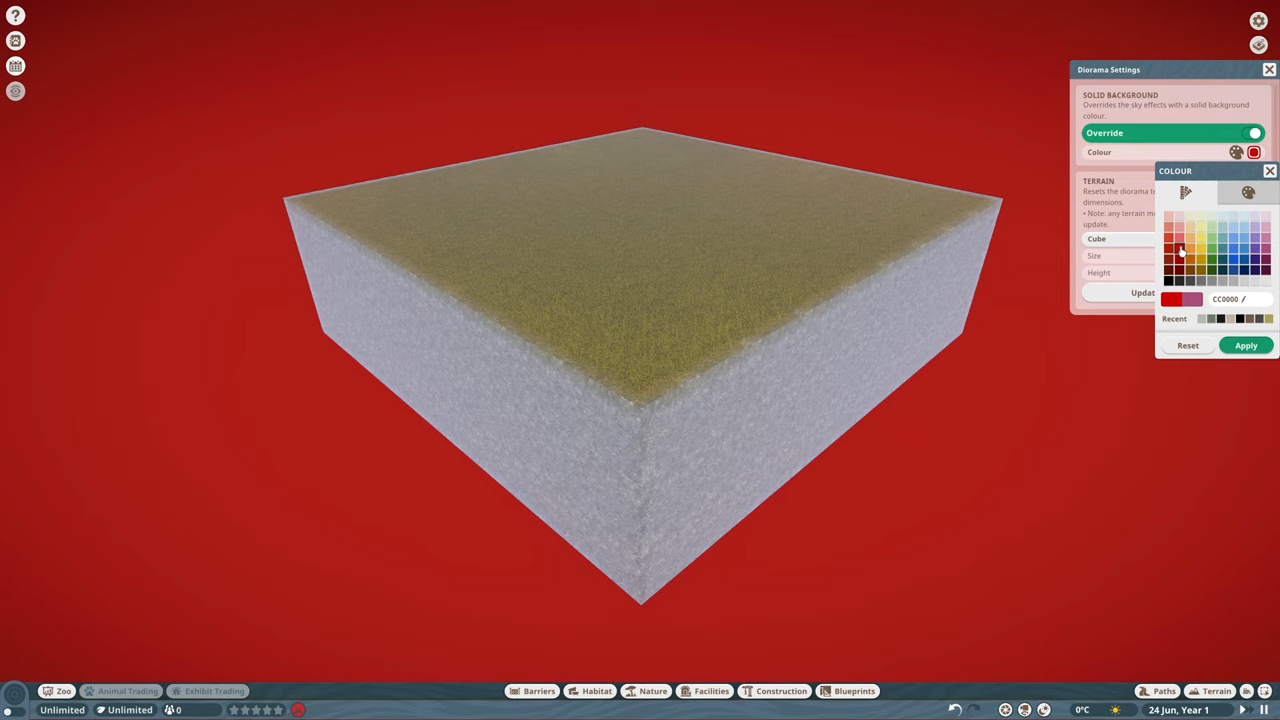 ?
Diorama Settings
SOLID BACKGROUND
Overrides the sky effects with a solid background
colour.
Override
Colour
COLOUR
TERRAIN
Resets the diorama te
dimensions.
• Note: any terrain m
update.
Cube
Size
Height
Updat
CC0000
Recent
Reset
Apply
Zoo
Animal Trading
Exhibit Trading
Barriers
Habitat
Nature
Facilities
Construction
Blueprints
Paths
Terrain
Unlimited
Unlimited
0
0°C
24 Jun, Year 1